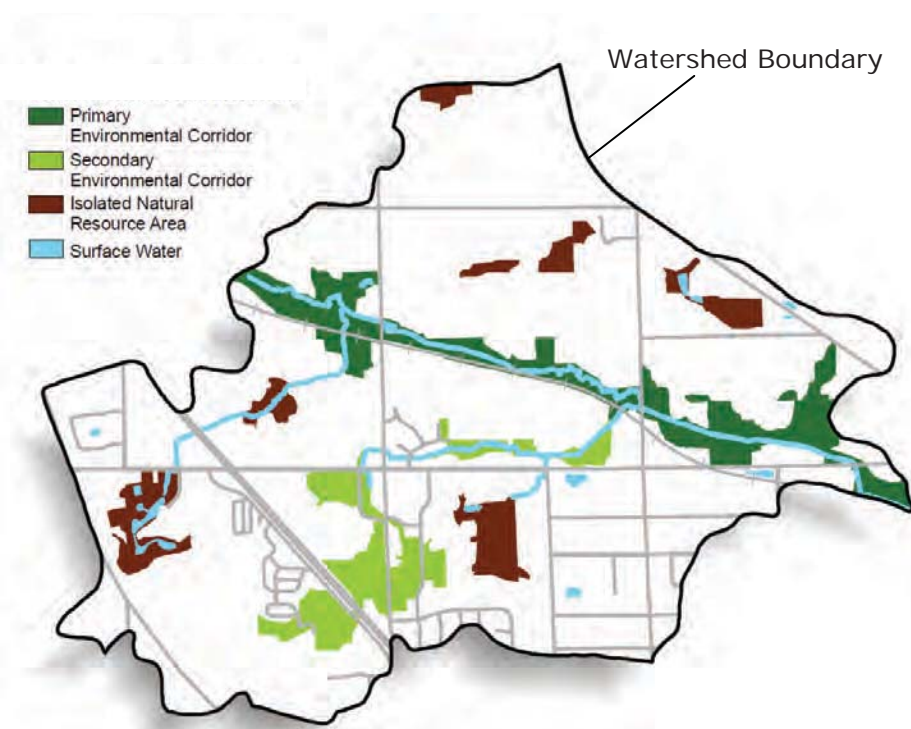 Watershed Boundary
Primary
Environmental Corridor
Secondary
Environmental Corridor
Isolated Natural
Resource Area
Surface Water